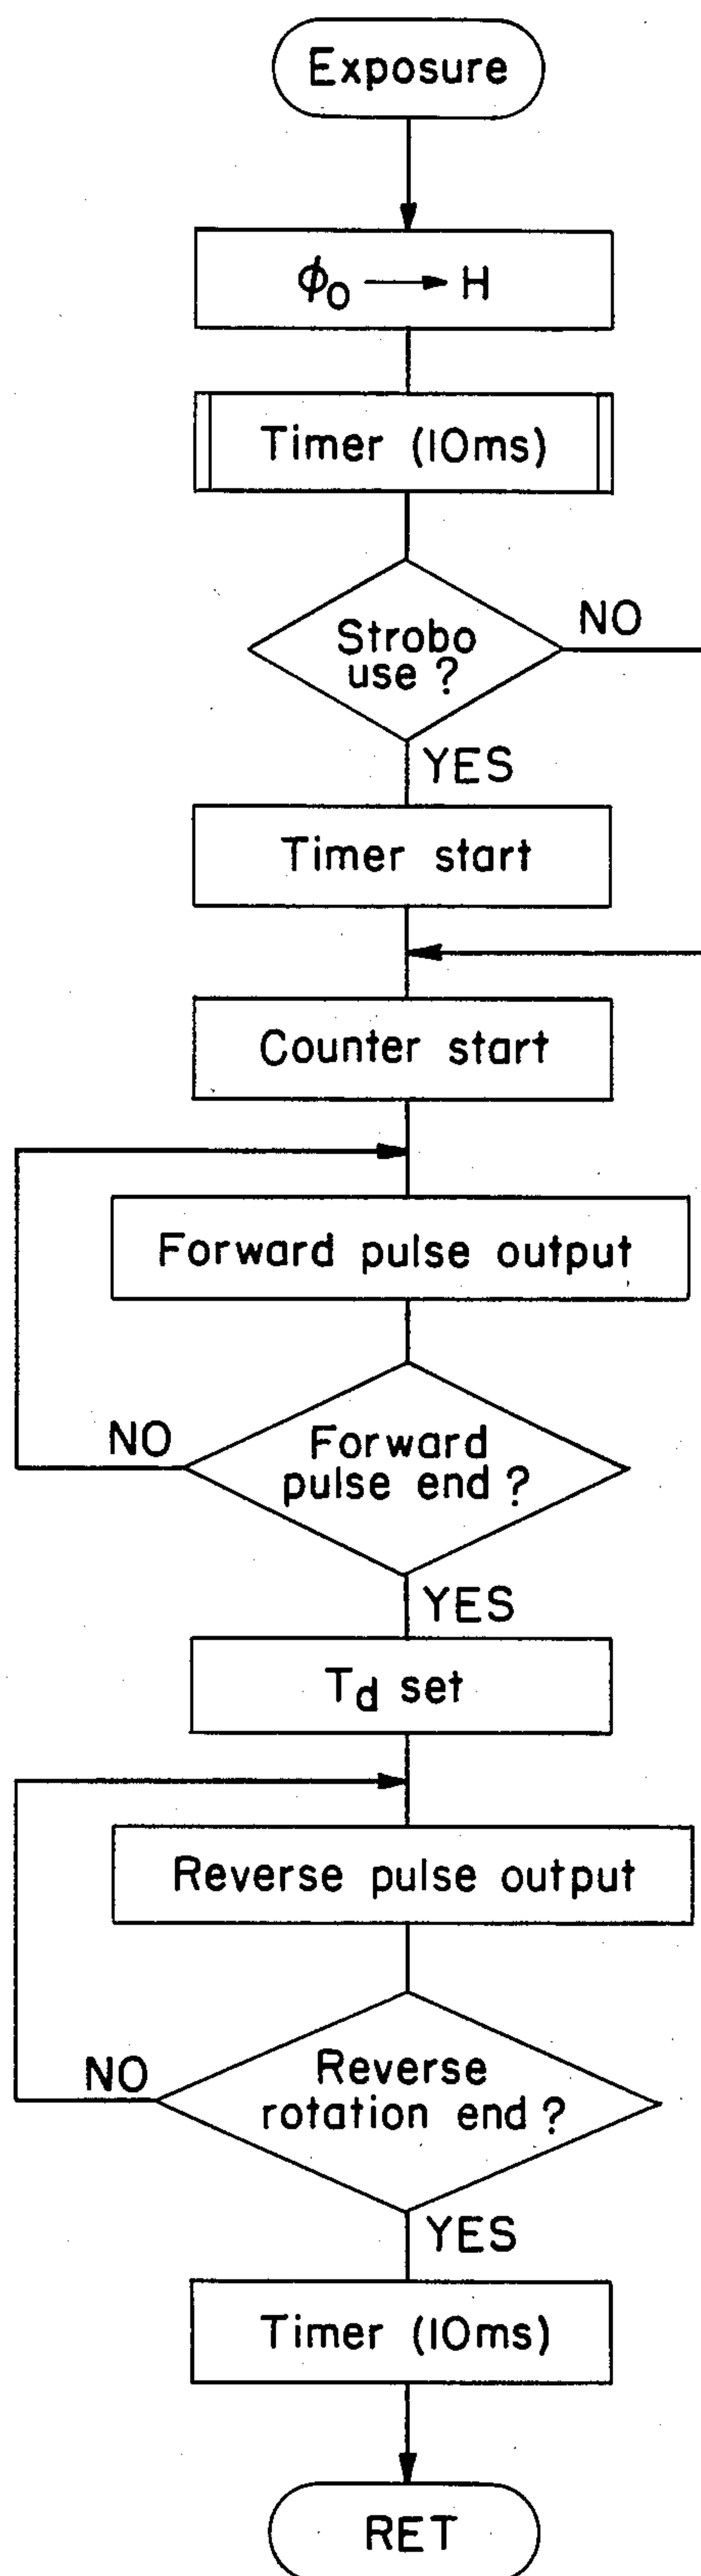 Exposure
ϕ0 → H
Timer (10ms)
Strobo
use ?
NO
YES
Timer start
Counter start
Forward pulse output
Forward
pulse end ?
NO
YES
Td set
Reverse pulse output
Reverse
rotation end ?
NO
YES
Timer (10ms)
RET